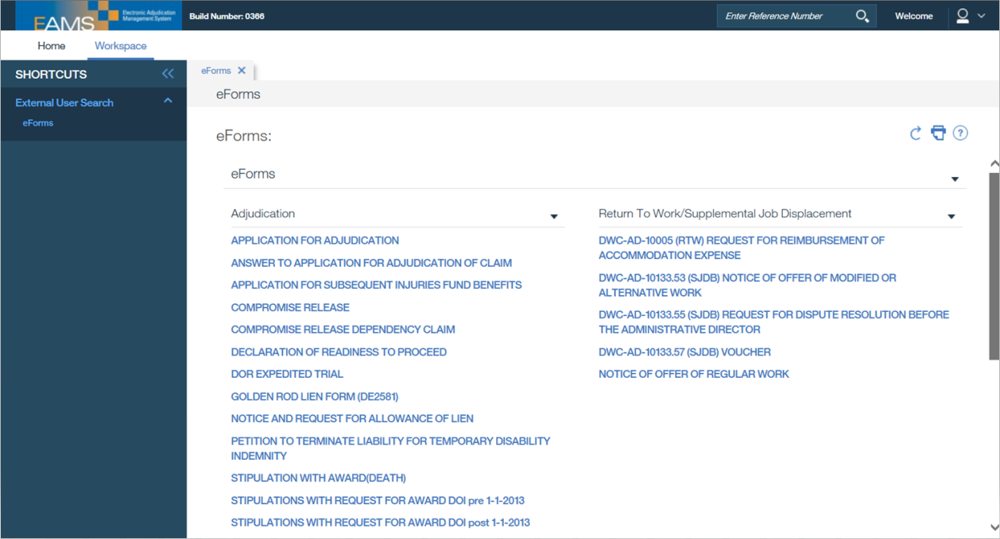 EAMS
Electronic Adjudication
Management System
Build Number: 0366
Enter Reference Number
Welcome
Home
Workspace
SHORTCUTS
External User Search
eForms
eForms
eForms
eForms:
eForms
Adjudication
APPLICATION FOR ADJUDICATION
ANSWER TO APPLICATION FOR ADJUDICATION OF CLAIM
APPLICATION FOR SUBSEQUENT INJURIES FUND BENEFITS
COMPROMISE RELEASE
COMPROMISE RELEASE DEPENDENCY CLAIM
DECLARATION OF READINESS TO PROCEED
DOR EXPEDITED TRIAL
GOLDEN ROD LIEN FORM (DE2581)
NOTICE AND REQUEST FOR ALLOWANCE OF LIEN
PETITION TO TERMINATE LIABILITY FOR TEMPORARY DISABILITY
INDEMNITY
STIPULATION WITH AWARD(DEATH)
STIPULATIONS WITH REQUEST FOR AWARD DOI pre 1-1-2013
STIPULATIONS WITH REQUEST FOR AWARD DOI post 1-1-2013
Return To Work/Supplemental Job Displacement
DWC-AD-10005 (RTW) REQUEST FOR REIMBURSEMENT OF
ACCOMMODATION EXPENSE
DWC-AD-10133.53 (SJDB) NOTICE OF OFFER OF MODIFIED OR
ALTERNATIVE WORK
DWC-AD-10133.55 (SJDB) REQUEST FOR DISPUTE RESOLUTION BEFORE
THE ADMINISTRATIVE DIRECTOR
DWC-AD-10133.57 (SJDB) VOUCHER
NOTICE OF OFFER OF REGULAR WORK